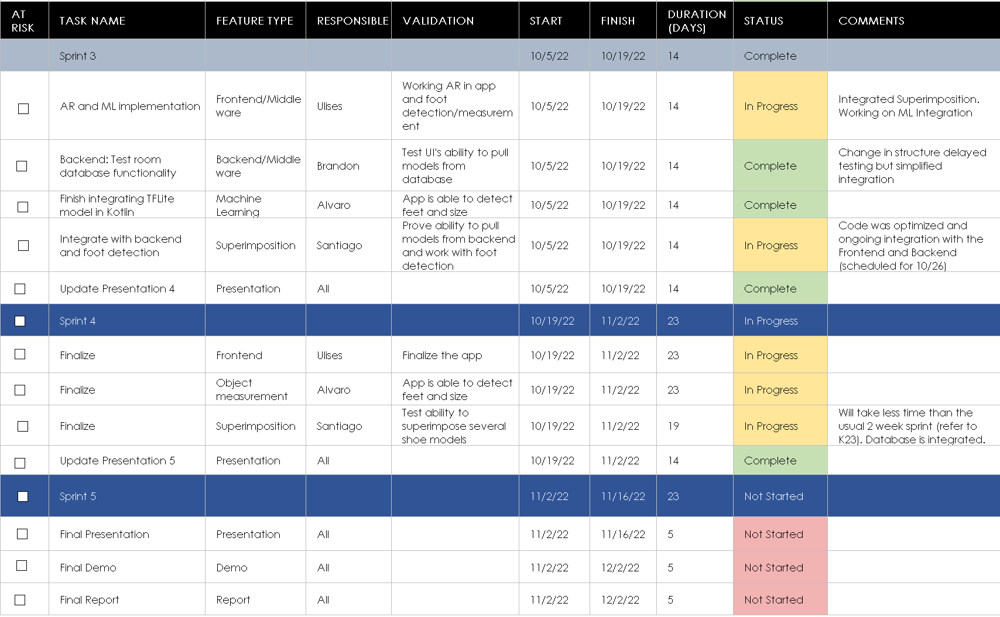 AT RISK TASK NAME FEATURE TYPE RESPONSIBLE VALIDATION START FINISH DURATION (DAYS) STATUS COMMENTS
Sprint 3 10/5/22 10/19/22 14 Complete
AR and ML implementation Frontend/Middleware Ulises Working AR in app and foot detection/measurement 10/5/22 10/19/22 14 In Progress Integrated Superimposition. Working on ML Integration
Backend: Test room database functionality Backend/Middleware Brandon Test UI's ability to pull models from database 10/5/22 10/19/22 14 Complete Change in structure delayed testing but simplified integration
Finish integrating TFLite model in Kotlin Machine Learning Alvaro App is able to detect feet and size 10/5/22 10/19/22 14 Complete
Integrate with backend and foot detection Superimposition Santiago Prove ability to pull models from backend and work with foot detection 10/5/22 10/19/22 14 In Progress Code was optimized and ongoing integration with the Frontend and Backend (scheduled for 10/26)
Update Presentation 4 Presentation All 10/5/22 10/19/22 14 Complete
Sprint 4 10/19/22 11/2/22 23 In Progress
Finalize Frontend Ulises Finalize the app 10/19/22 11/2/22 23 In Progress
Finalize Object measurement Alvaro App is able to detect feet and size 10/19/22 11/2/22 23 In Progress
Finalize Superimposition Santiago Test ability to superimpose several shoe models 10/19/22 11/2/22 19 In Progress Will take less time than the usual 2 week sprint (refer to K23). Database is integrated.
Update Presentation 5 Presentation All 10/19/22 11/2/22 14 Complete
Sprint 5 11/2/22 11/16/22 23 Not Started
Final Presentation Presentation All 11/2/22 11/16/22 5 Not Started
Final Demo Demo All 11/2/22 12/2/22 5 Not Started
Final Report Report All 11/2/22 12/2/22 5 Not Started